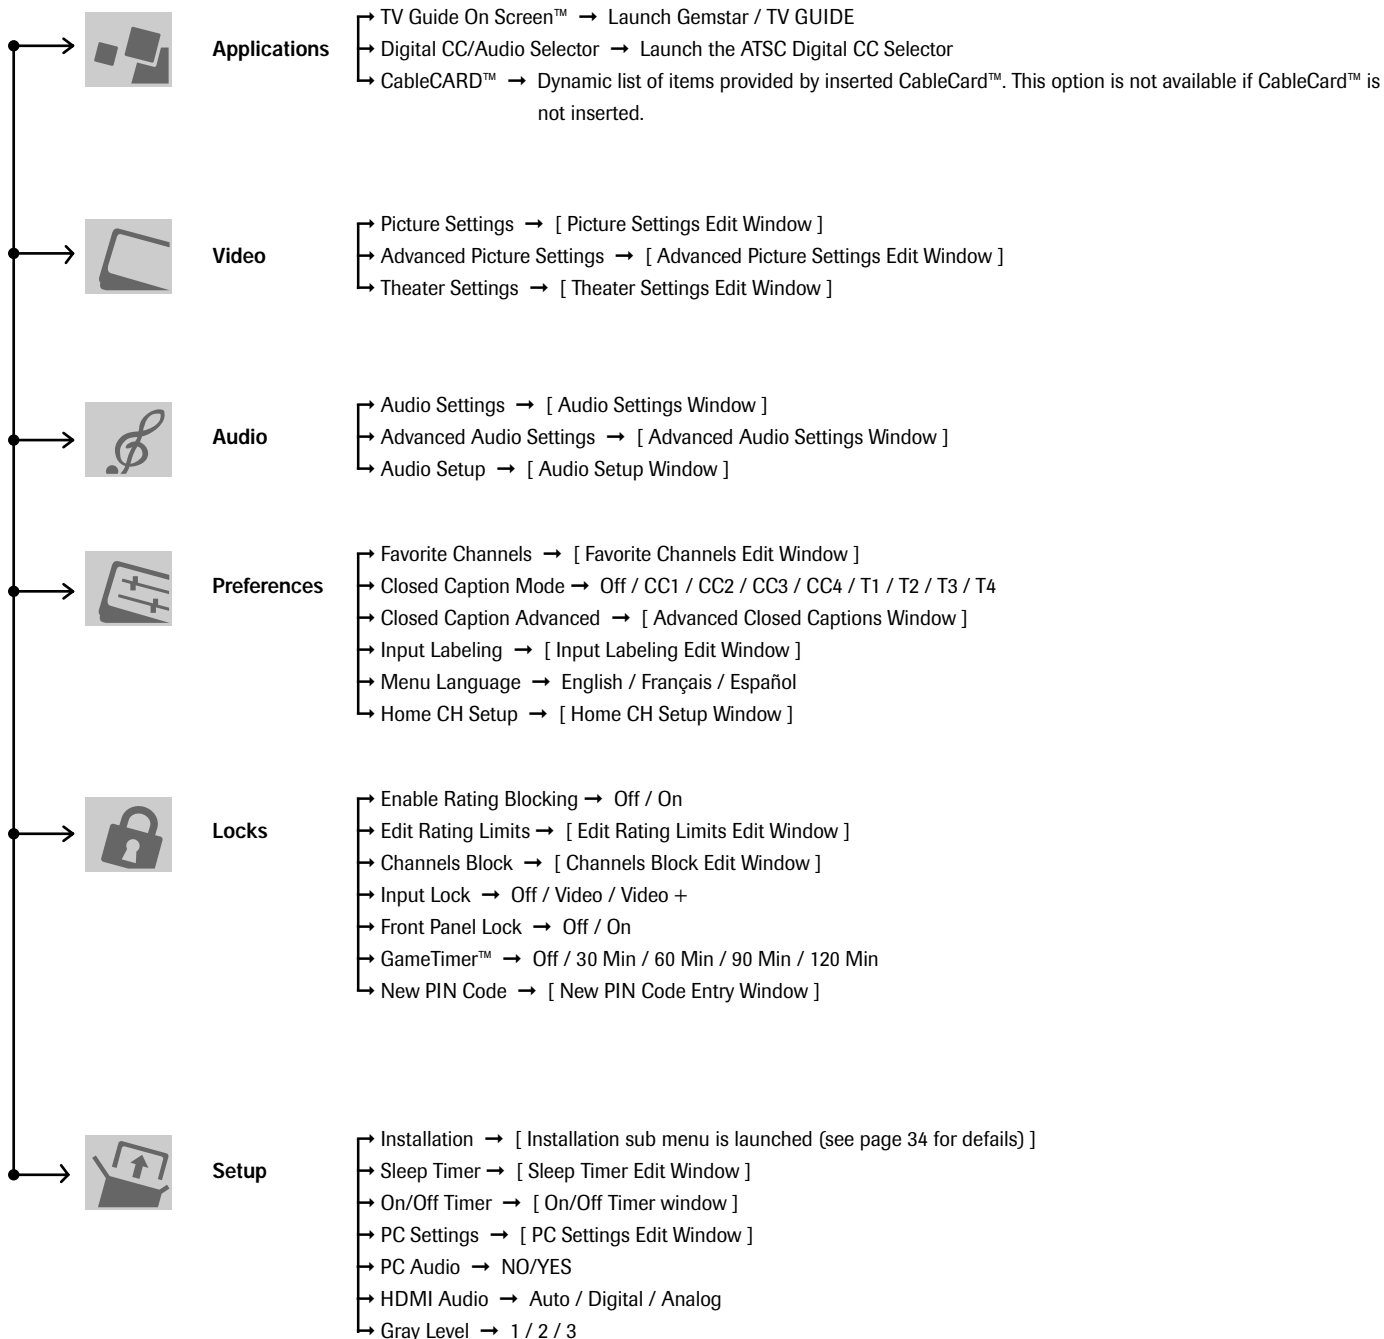 TV Guide On Screen™ → Launch Gemstar / TV GUIDE
Applications
Digital CC/Audio Selector → Launch the ATSC Digital CC Selector
CableCARD™ → Dynamic list of items provided by inserted CableCard™. This option is not available if CableCard™ is
not inserted.
Picture Settings → [ Picture Settings Edit Window ]
Video
Advanced Picture Settings → [ Advanced Picture Settings Edit Window ]
Theater Settings → [ Theater Settings Edit Window ]
Audio Settings → [ Audio Settings Window ]
Audio
Advanced Audio Settings → [ Advanced Audio Settings Window ]
Audio Setup → [ Audio Setup Window ]
Favorite Channels → [ Favorite Channels Edit Window ]
Preferences
Closed Caption Mode → Off / CC1 / CC2 / CC3 / CC4 / T1 / T2 / T3 / T4
Closed Caption Advanced → [ Advanced Closed Captions Window ]
Input Labeling → [ Input Labeling Edit Window ]
Menu Language → English / Français / Español
Home CH Setup → [ Home CH Setup Window ]
Enable Rating Blocking → Off / On
Locks
Edit Rating Limits → [ Edit Rating Limits Edit Window ]
Channels Block → [ Channels Block Edit Window ]
Input Lock → Off / Video / Video +
Front Panel Lock → Off / On
GameTimer™ → Off / 30 Min / 60 Min / 90 Min / 120 Min
New PIN Code → [ New PIN Code Entry Window ]
Installation → [ Installation sub menu is launched (see page 34 for defails) ]
Setup
Sleep Timer → [ Sleep Timer Edit Window ]
On/Off Timer → [ On/Off Timer window ]
PC Settings → [ PC Settings Edit Window ]
PC Audio → NO/YES
HDMI Audio → Auto / Digital / Analog
Gray Level → 1 / 2 / 3